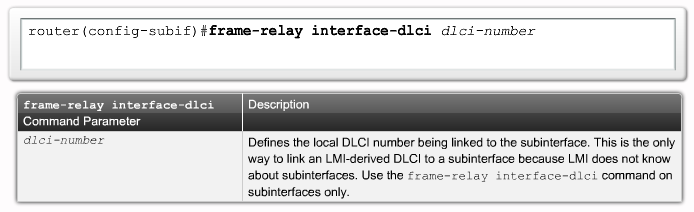 router(config-subif)#frame-relay interface-dlci dlci-number
frame-relay interface-dlci
Command Parameter
Description
dlci-number
Defines the local DLCI number being linked to the subinterface. This is the only
way to link an LMI-derived DLCI to a subinterface because LMI does not know
about subinterfaces. Use the frame-relay interface-dlci command on
subinterfaces only.